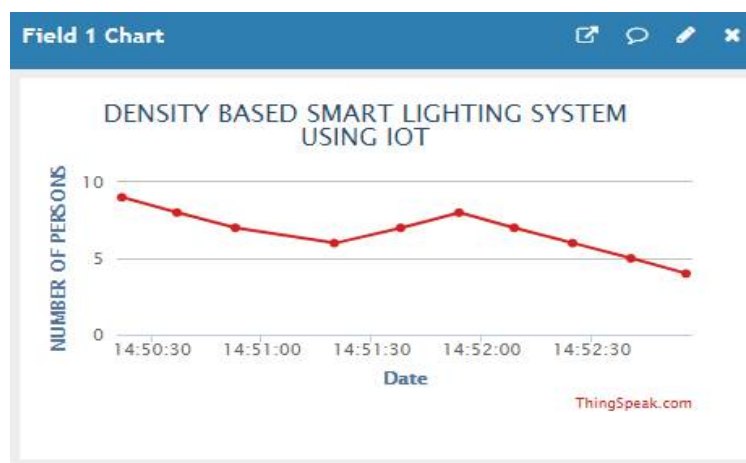 Field 1 Chart
DENSITY BASED SMART LIGHTING SYSTEM
USING IOT
NUMBER OF PERSONS
10
5
0
14:50:30 14:51:00 14:51:30 14:52:00 14:52:30
Date
ThingSpeak.com